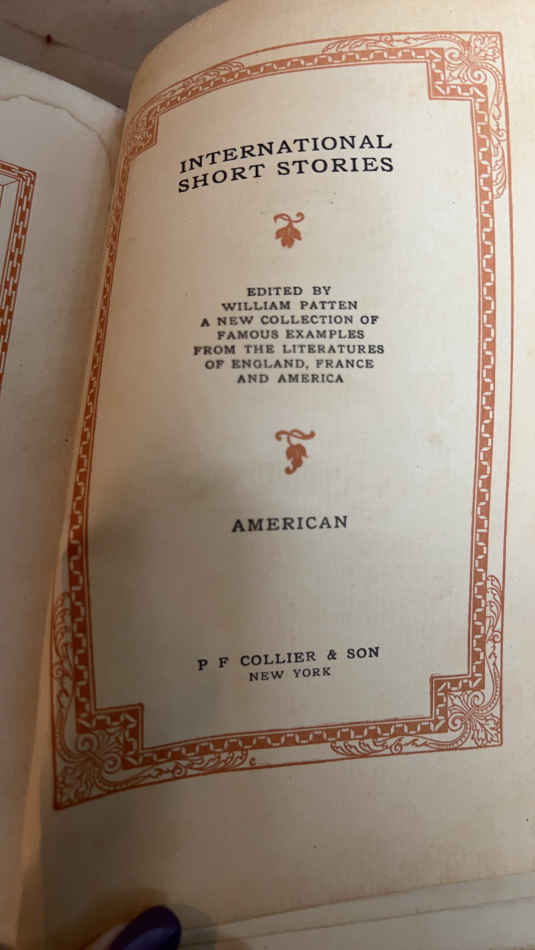 INTERNATIONAL
SHORT STORIES
EDITED BY
WILLIAM PATTEN
A NEW COLLECTION OF
FAMOUS EXAMPLES
FROM THE LITERATURES
OF ENGLAND, FRANCE
AND AMERICA
AMERICAN
P F COLLIER & SON
NEW YORK